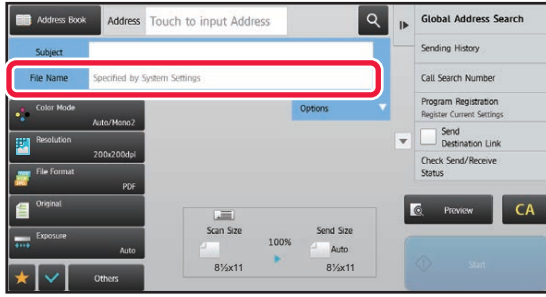 Address Book
Address
Touch to input Address
Global Address Search
Subject
Sending History
File Name
Specified by System Settings
Call Search Number
Color Mode
Auto/Mono2
Options
Program Registration
Register Current Settings
Resolution
200x200dpi
Send
Destination Link
File Format
PDF
Check Send/Receive
Status
Original
Preview
CA
Scan Size
100%
Send Size
Auto
8½x11
8½x11
Exposure
Auto
Others
Start